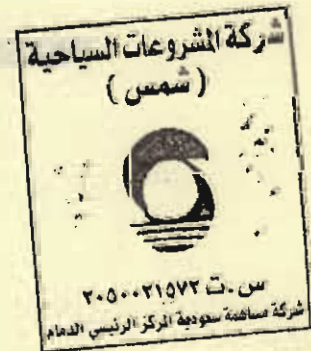 شركة المشروعات السياحية
( شمس )
س.ت ٢٠٥٠٠٢١٥٧٢
شركة مساهمة سعودية المركز الرئيسي الدمام